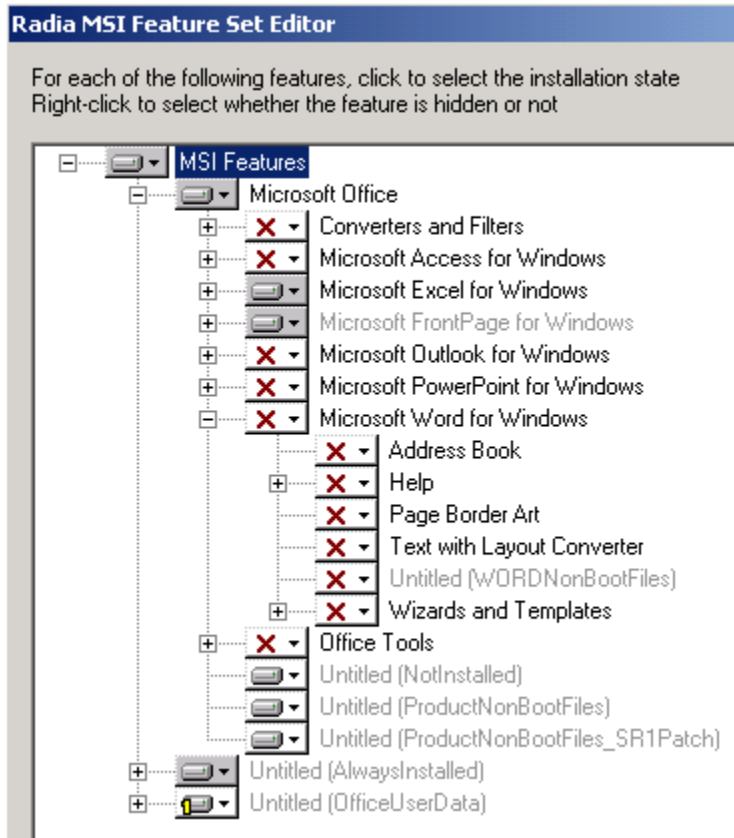 Radia MSI Feature Set Editor
For each of the following features, click to select the installation state
Right-click to select whether the feature is hidden or not
MSI Features
Microsoft Office
Converters and Filters
Microsoft Access for Windows
Microsoft Excel for Windows
Microsoft FrontPage for Windows
Microsoft Outlook for Windows
Microsoft PowerPoint for Windows
Microsoft Word for Windows
Address Book
Help
Page Border Art
Text with Layout Converter
Untitled (WORDNonBootFiles)
Wizards and Templates
Office Tools
Untitled (NotInstalled)
Untitled (ProductNonBootFiles)
Untitled (ProductNonBootFiles_SR1Patch)
Untitled (AlwaysInstalled)
Untitled (OfficeUserData)